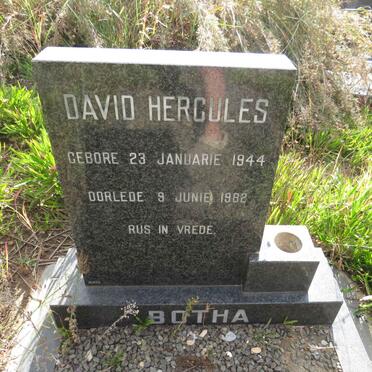 DAVID HERCULES
GEBORE 23 JANUARIE 1944
OORLEDE 9 JUNIE 1982
RUS IN VREDE.
BOTHA